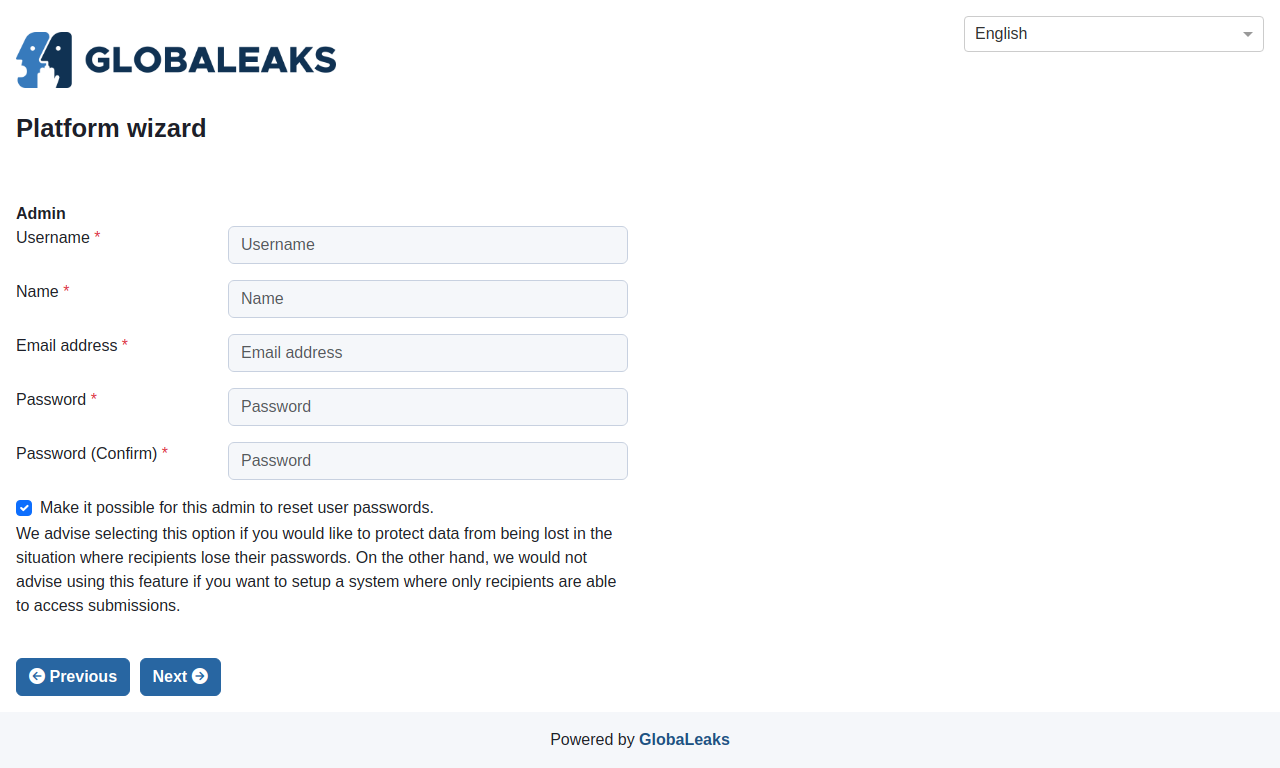 GLOBALEAKS
English
Platform wizard
Admin
Username *
Username
Name *
Name
Email address *
Email address
Password *
Password
Password (Confirm) *
Password
Make it possible for this admin to reset user passwords.
We advise selecting this option if you would like to protect data from being lost in the
situation where recipients lose their passwords. On the other hand, we would not
advise using this feature if you want to setup a system where only recipients are able
to access submissions.
Previous
Next
Powered by GlobaLeaks